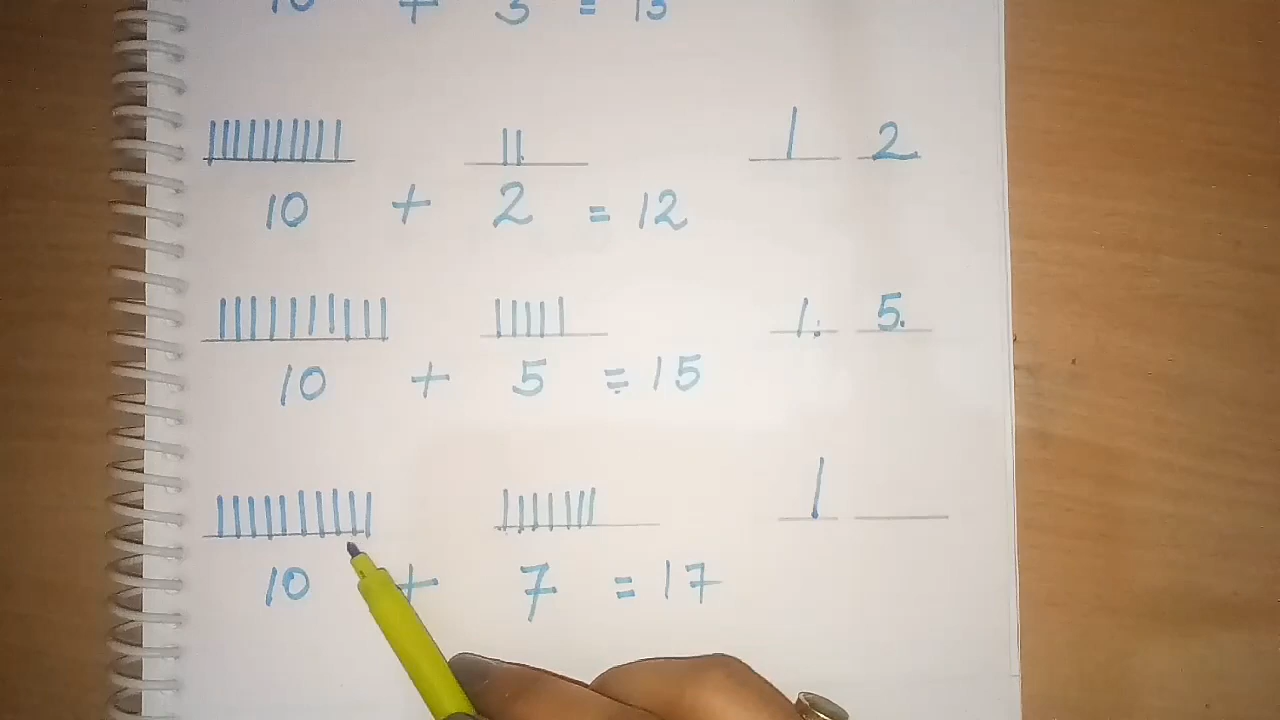 10 + 3 = 13
1 2
10 + 2 = 12
1. 5.
10 + 5 = 15
1
10 + 7 = 17